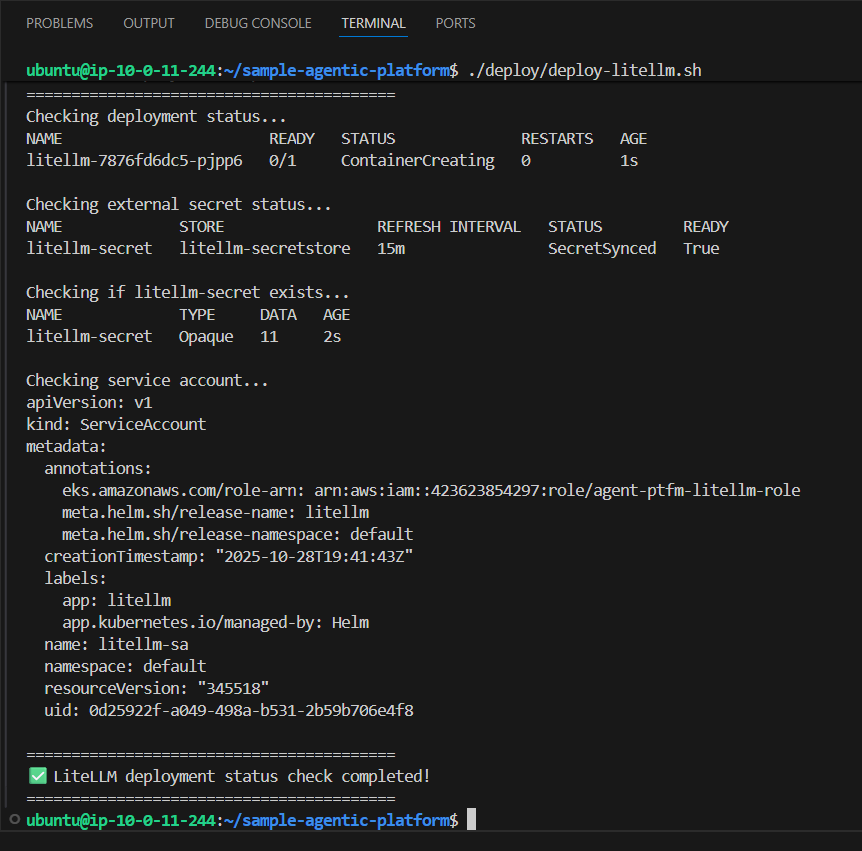 PROBLEMS OUTPUT DEBUG CONSOLE TERMINAL PORTS
ubuntu@ip-10-0-11-244:~/sample-agentic-platform$ ./deploy/deploy-litellm.sh
=========================================
Checking deployment status...
NAME READY STATUS RESTARTS AGE
litellm-7876fd6dc5-pjpp6 0/1 ContainerCreating 0 1s
Checking external secret status...
NAME STORE REFRESH INTERVAL STATUS READY
litellm-secret litellm-secretstore 15m SecretSynced True
Checking if litellm-secret exists...
NAME TYPE DATA AGE
litellm-secret Opaque 11 2s
Checking service account...
apiVersion: v1
kind: ServiceAccount
metadata:
  annotations:
    eks.amazonaws.com/role-arn: arn:aws:iam::423623854297:role/agent-ptfm-litellm-role
    meta.helm.sh/release-name: litellm
    meta.helm.sh/release-namespace: default
  creationTimestamp: "2025-10-28T19:41:43Z"
  labels:
    app: litellm
    app.kubernetes.io/managed-by: Helm
  name: litellm-sa
  namespace: default
  resourceVersion: "345518"
  uid: 0d25922f-a049-498a-b531-2b59b706e4f8
=========================================
✅ LiteLLM deployment status check completed!
=========================================
ubuntu@ip-10-0-11-244:~/sample-agentic-platform$